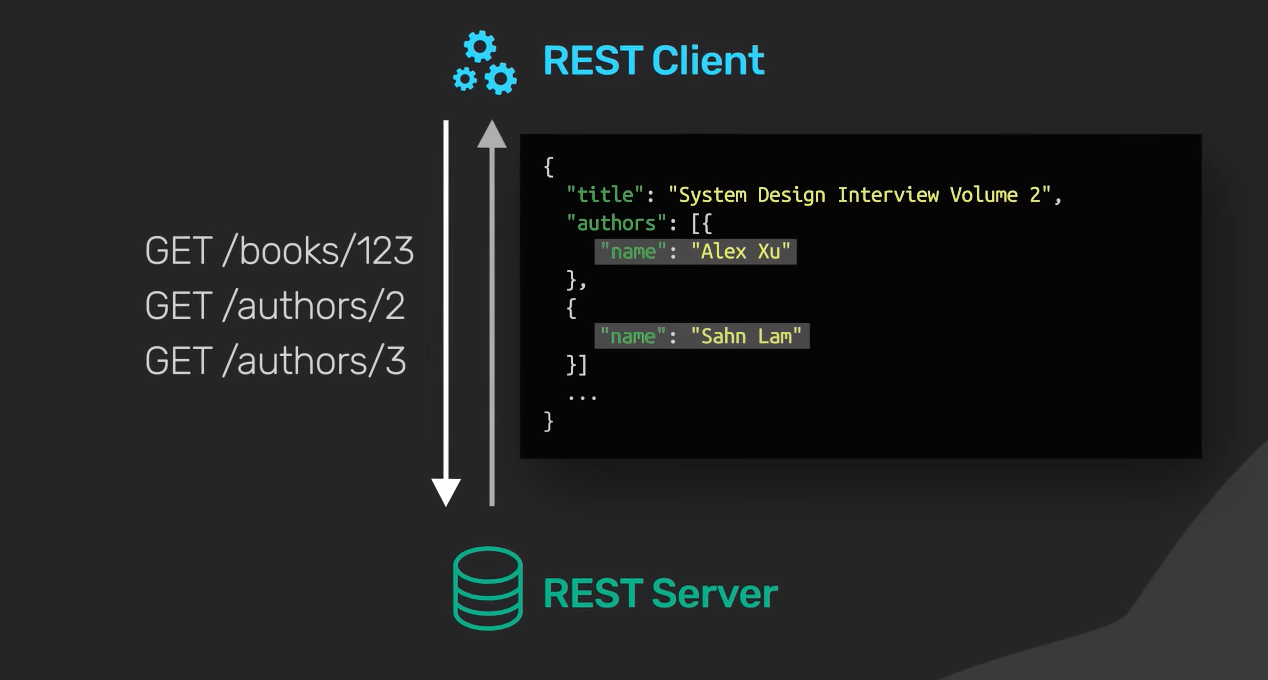 REST Client
GET /books/123
GET /authors/2
GET /authors/3
{
"title": "System Design Interview Volume 2",
"authors": [{
"name": "Alex Xu"
},
{
"name": "Sahn Lam"
}]
...
}
REST Server